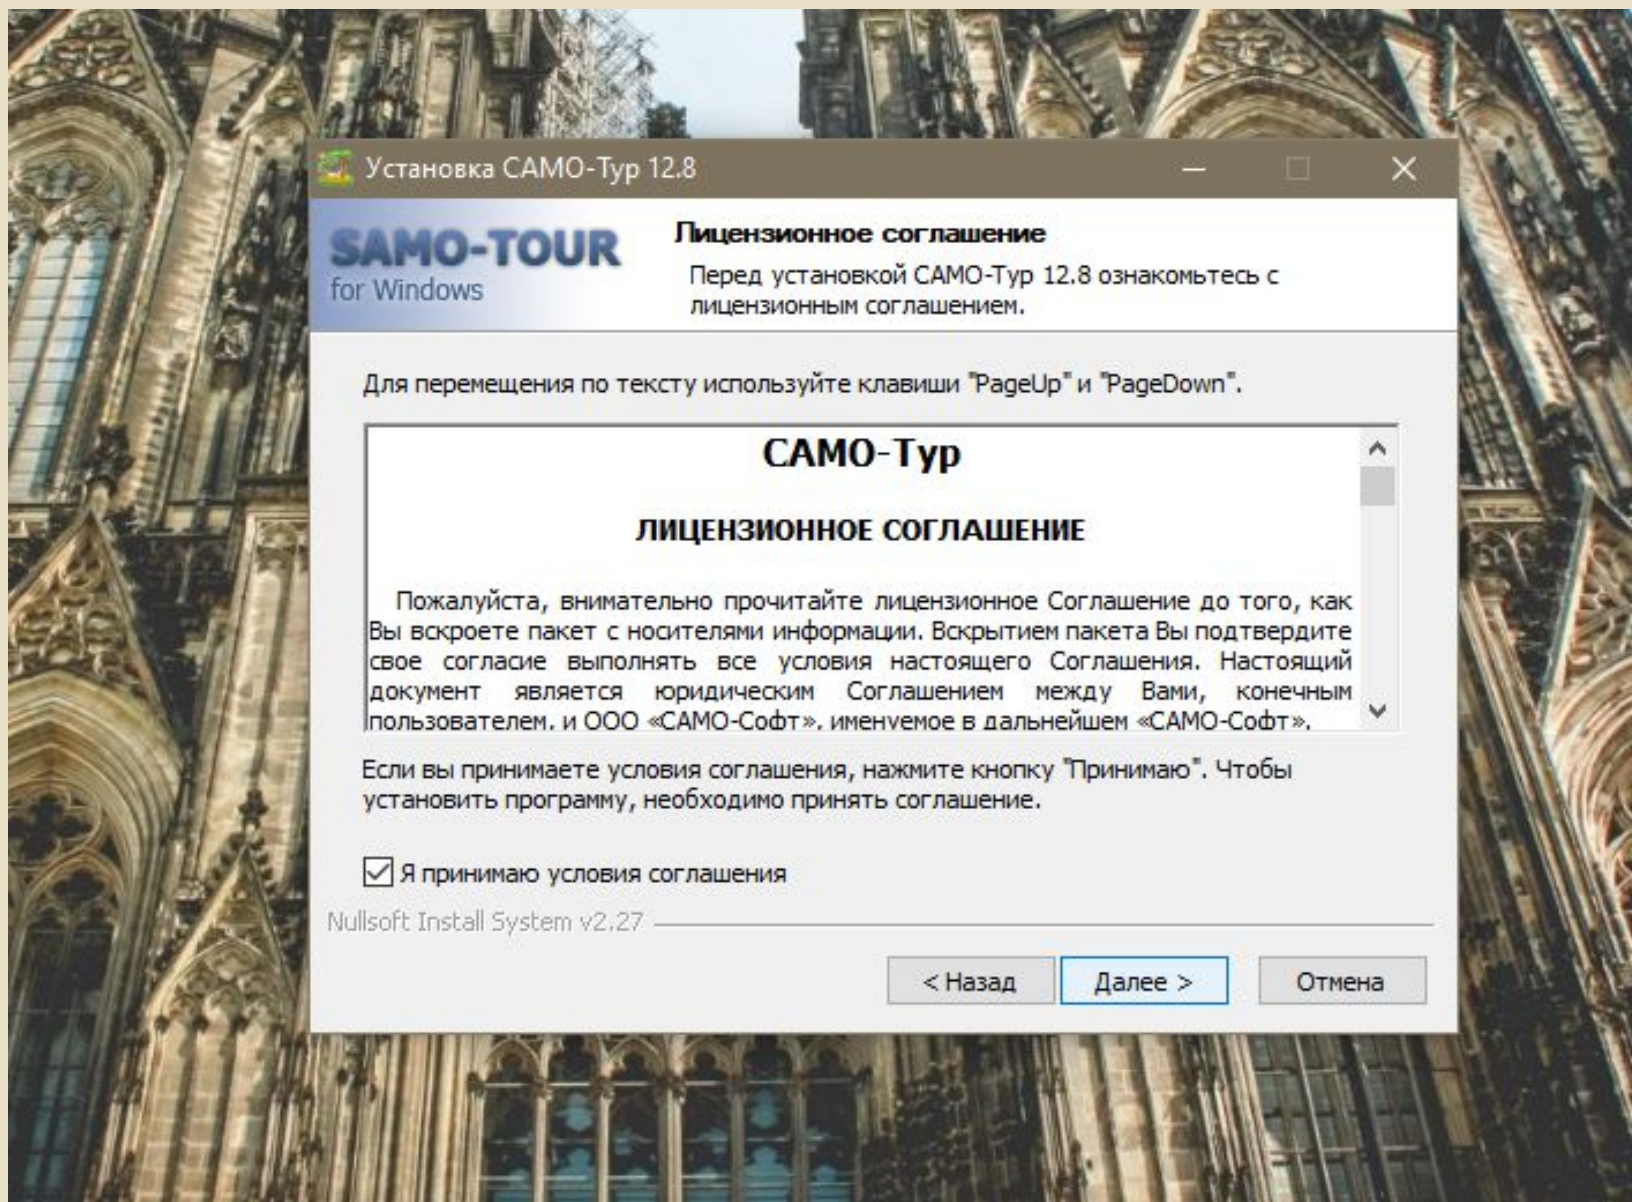 Установка САМО-Тур 12.8
SAMO-TOUR
for Windows
Лицензионное соглашение
Перед установкой САМО-Тур 12.8 ознакомьтесь с
лицензионным соглашением.
Для перемещения по тексту используйте клавиши "PageUp" и "PageDown".
САМО-Тур
ЛИЦЕНЗИОННОЕ СОГЛАШЕНИЕ
Пожалуйста, внимательно прочитайте лицензионное Соглашение до того, как
Вы вскроете пакет с носителями информации. Вскрытием пакета Вы подтвердите
свое согласие выполнять все условия настоящего Соглашения. Настоящий
документ является юридическим Соглашением между Вами, конечным
пользователем, и ООО «САМО-Софт», именуемое в дальнейшем «САМО-Софт».
Если вы принимаете условия соглашения, нажмите кнопку "Принимаю". Чтобы
установить программу, необходимо принять соглашение.
Я принимаю условия соглашения
Nullsoft Install System v2.27
< Назад
Далее >
Отмена